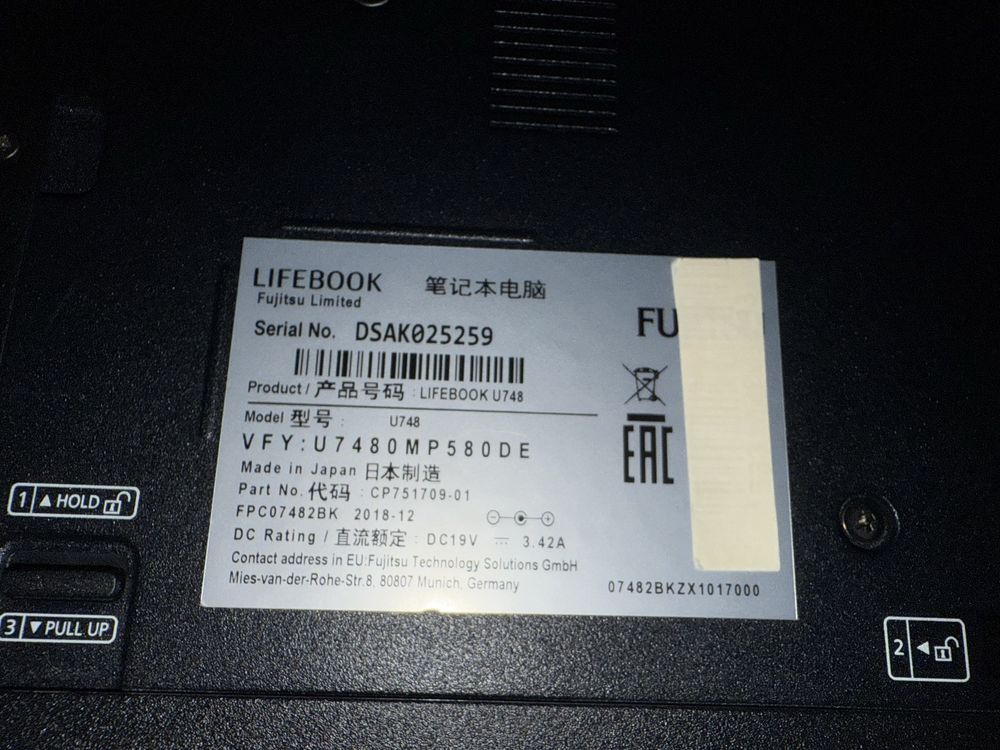 LIFEBOOK 笔记本电脑
Fujitsu Limited
Serial No. DSAK025259
FU
Product / 产品号码 : LIFEBOOK U748
Model 型号 : U748
VFY:U7480MP580DE
EAC
Made in Japan 日本制造
Part No. 代码 : CP751709-01
FPC07482BK 2018-12
DC Rating / 直流额定 : DC19V ⎓ 3.42A
Contact address in EU:Fujitsu Technology Solutions GmbH
Mies-van-der-Rohe-Str.8, 80807 Munich, Germany
07482BKZX1017000
1 ▲HOLD
3 ▼PULL UP
2 ◀